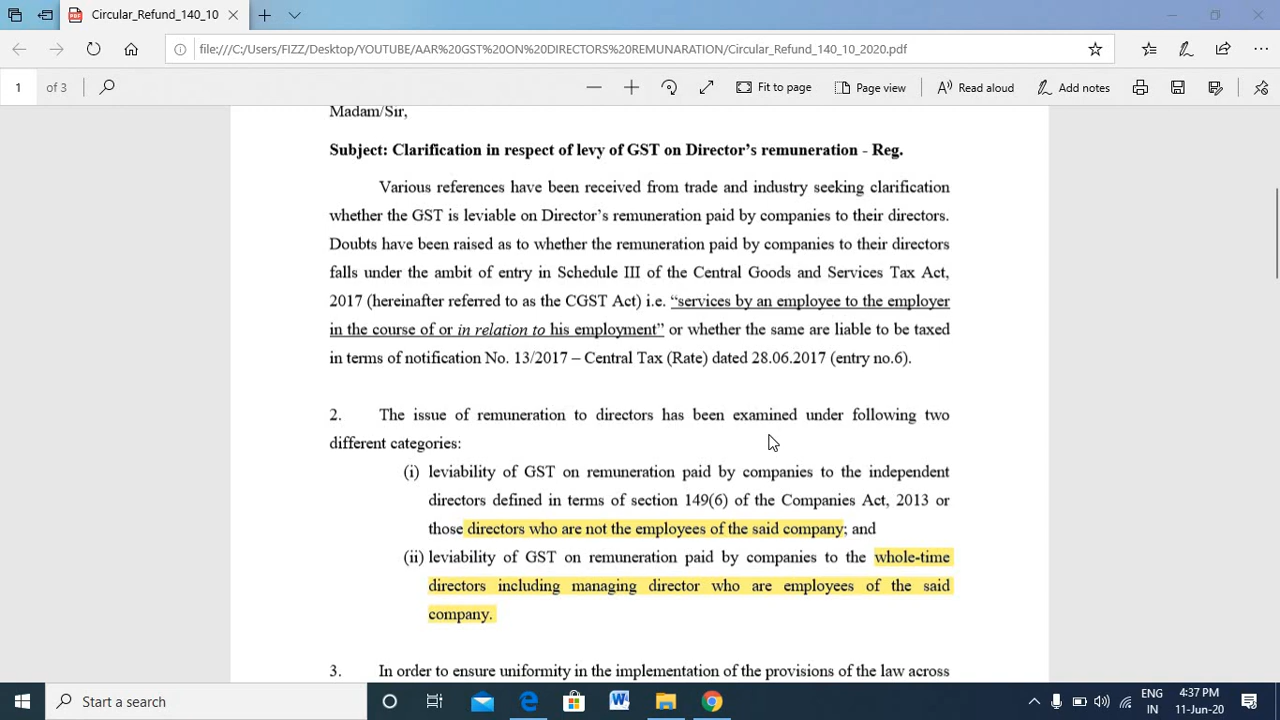 Circular_Refund_140_10
file:///C:/Users/FIZZ/Desktop/YOUTUBE/AAR%20GST%20ON%20DIRECTORS%20REMUNARATION/Circular_Refund_140_10_2020.pdf
1 of 3 Fit to page Page view Read aloud Add notes
Madam/Sir,
Subject: Clarification in respect of levy of GST on Director’s remuneration - Reg.
Various references have been received from trade and industry seeking clarification
whether the GST is leviable on Director’s remuneration paid by companies to their directors.
Doubts have been raised as to whether the remuneration paid by companies to their directors
falls under the ambit of entry in Schedule III of the Central Goods and Services Tax Act,
2017 (hereinafter referred to as the CGST Act) i.e. “services by an employee to the employer
in the course of or in relation to his employment” or whether the same are liable to be taxed
in terms of notification No. 13/2017 – Central Tax (Rate) dated 28.06.2017 (entry no.6).
2. The issue of remuneration to directors has been examined under following two
different categories:
(i) leviability of GST on remuneration paid by companies to the independent
directors defined in terms of section 149(6) of the Companies Act, 2013 or
those directors who are not the employees of the said company; and
(ii) leviability of GST on remuneration paid by companies to the whole-time
directors including managing director who are employees of the said
company.
3. In order to ensure uniformity in the implementation of the provisions of the law across
Start a search
ENG
IN
4:37 PM
11-Jun-20